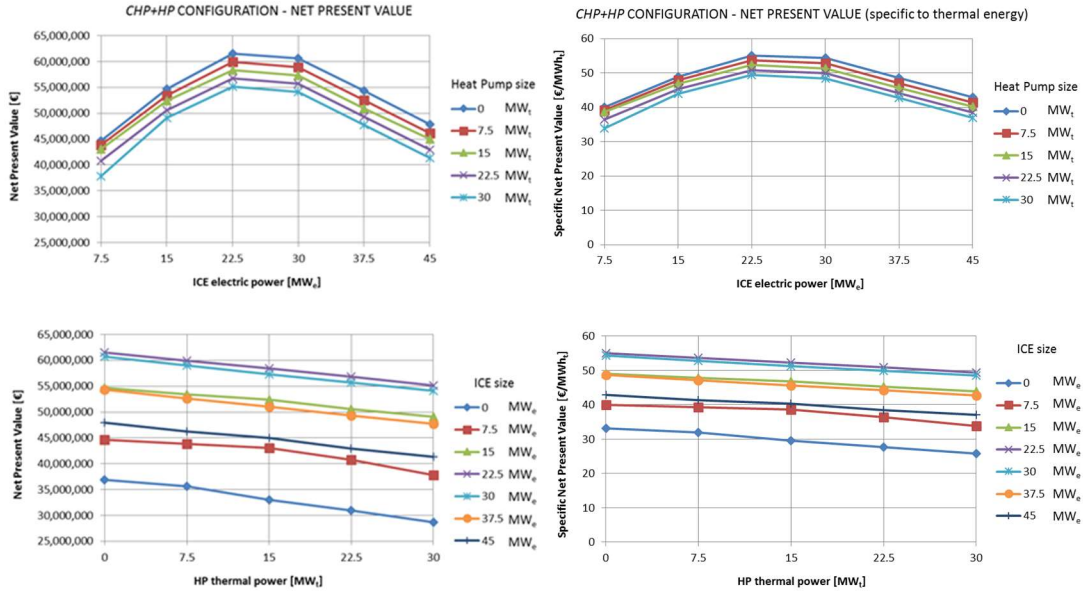 CHP+HP CONFIGURATION - NET PRESENT VALUE
65,000,000
60,000,000
55,000,000
50,000,000
45,000,000
40,000,000
35,000,000
30,000,000
25,000,000
Net Present Value [€]
7.5 15 22.5 30 37.5 45
ICE electric power [MWe]
Heat Pump size
0 MWt
7.5 MWt
15 MWt
22.5 MWt
30 MWt
CHP+HP CONFIGURATION - NET PRESENT VALUE (specific to thermal energy)
60
50
40
30
20
10
0
Specific Net Present Value [€/MWht]
7.5 15 22.5 30 37.5 45
ICE electric power [MWe]
Heat Pump size
0 MWt
7.5 MWt
15 MWt
22.5 MWt
30 MWt
65,000,000
60,000,000
55,000,000
50,000,000
45,000,000
40,000,000
35,000,000
30,000,000
25,000,000
Net Present Value [€]
0 7.5 15 22.5 30
HP thermal power [MWt]
ICE size
0 MWe
7.5 MWe
15 MWe
22.5 MWe
30 MWe
37.5 MWe
45 MWe
60
50
40
30
20
10
0
Specific Net Present Value [€/MWht]
0 7.5 15 22.5 30
HP thermal power [MWt]
ICE size
0 MWe
7.5 MWe
15 MWe
22.5 MWe
30 MWe
37.5 MWe
45 MWe